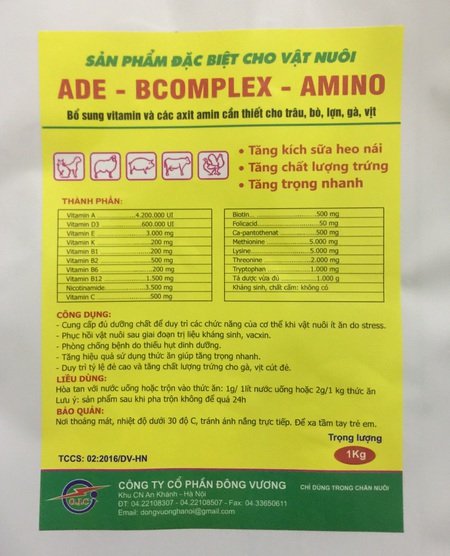 SẢN PHẨM ĐẶC BIỆT CHO VẬT NUÔI
ADE - BCOMPLEX - AMINO
Bổ sung vitamin và các axit amin cần thiết cho trâu, bò, lợn, gà, vịt
• Tăng kích sữa heo nái
• Tăng chất lượng trứng
• Tăng trọng nhanh
THÀNH PHẦN:
Vitamin A 4.200.000 UI
Vitamin D3 600.000 UI
Vitamin E 3.000 mg
Vitamin K 200 mg
Vitamin B1 200 mg
Vitamin B2 500 mg
Vitamin B6 200 mg
Vitamin B12 1.500 mg
Nicotinamide 3.500 mg
Vitamin C 500 mg
Biotin 500 mg
Folicacid 50 mg
Ca-pantothenat 500 mg
Methionine 5.000 mg
Lysine 5.000 mg
Threonine 2.000 mg
Tryptophan 1.000 mg
Tá dược vừa đủ 1.000 g
Kháng sinh, chất cấm: không có
CÔNG DỤNG:
- Cung cấp đủ dưỡng chất để duy trì các chức năng của cơ thể khi vật nuôi ít ăn do stress.
- Phục hồi vật nuôi sau giai đoạn trị liệu kháng sinh, vacxin.
- Phòng chống bệnh do thiếu hụt dinh dưỡng.
- Tăng hiệu quả sử dụng thức ăn giúp tăng trọng nhanh.
- Duy trì tỷ lệ đẻ cao và tăng chất lượng trứng cho gà, vịt cút đẻ.
LIỀU DÙNG:
Hòa tan với nước uống hoặc trộn vào thức ăn: 1g/ 1lít nước uống hoặc 2g/1 kg thức ăn
Lưu ý: sản phẩm sau khi pha trộn không để quá 24h
BẢO QUẢN:
Nơi thoáng mát, nhiệt độ dưới 30 độ C, tránh ánh nắng trực tiếp. Để xa tầm tay trẻ em.
Trọng lượng
1Kg
TCCS: 02:2016/DV-HN
CÔNG TY CỔ PHẦN ĐÔNG VƯƠNG
Khu CN An Khánh - Hà Nội
ĐT: 04.22108307 - 04.22108507 - Fax: 04.33650611
Email: dongvuonghanoi@gmail.com
CHỈ DÙNG TRONG CHĂN NUÔI